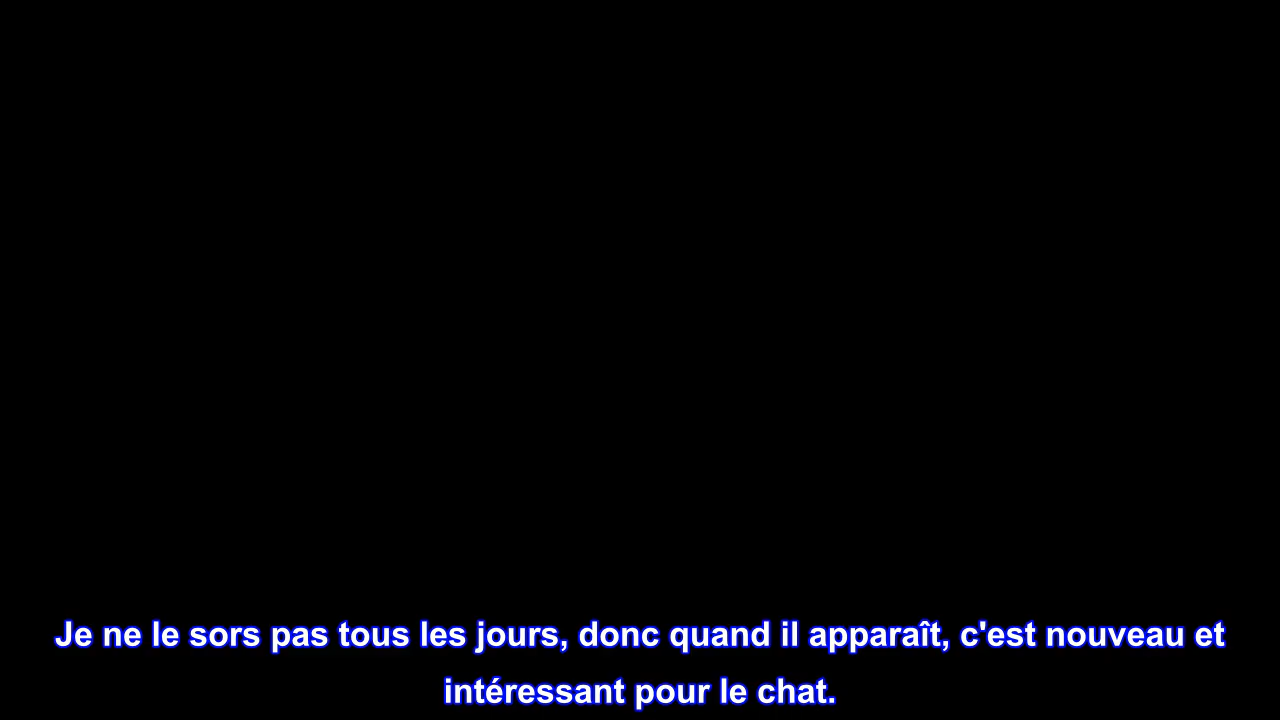 Je ne le sors pas tous les jours, donc quand il apparaît, c'est nouveau et
intéressant pour le chat.